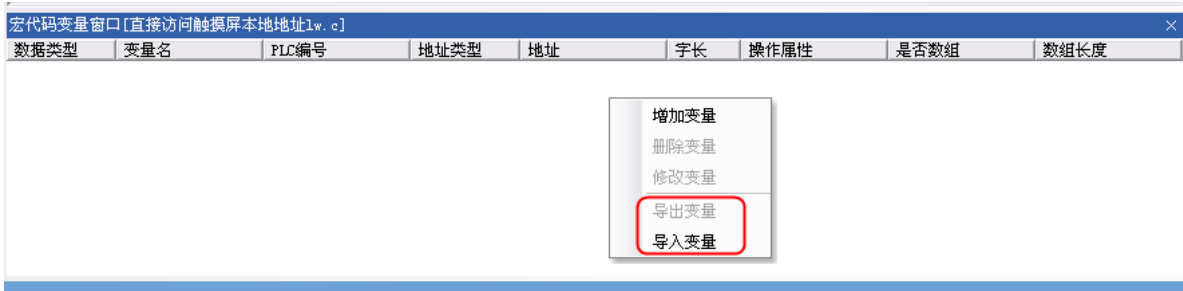 宏代码变量窗口[直接访问触摸屏本地地址lw.c]
数据类型 变量名 PLC编号 地址类型 地址 字长 操作属性 是否数组 数组长度
增加变量
删除变量
修改变量
导出变量
导入变量